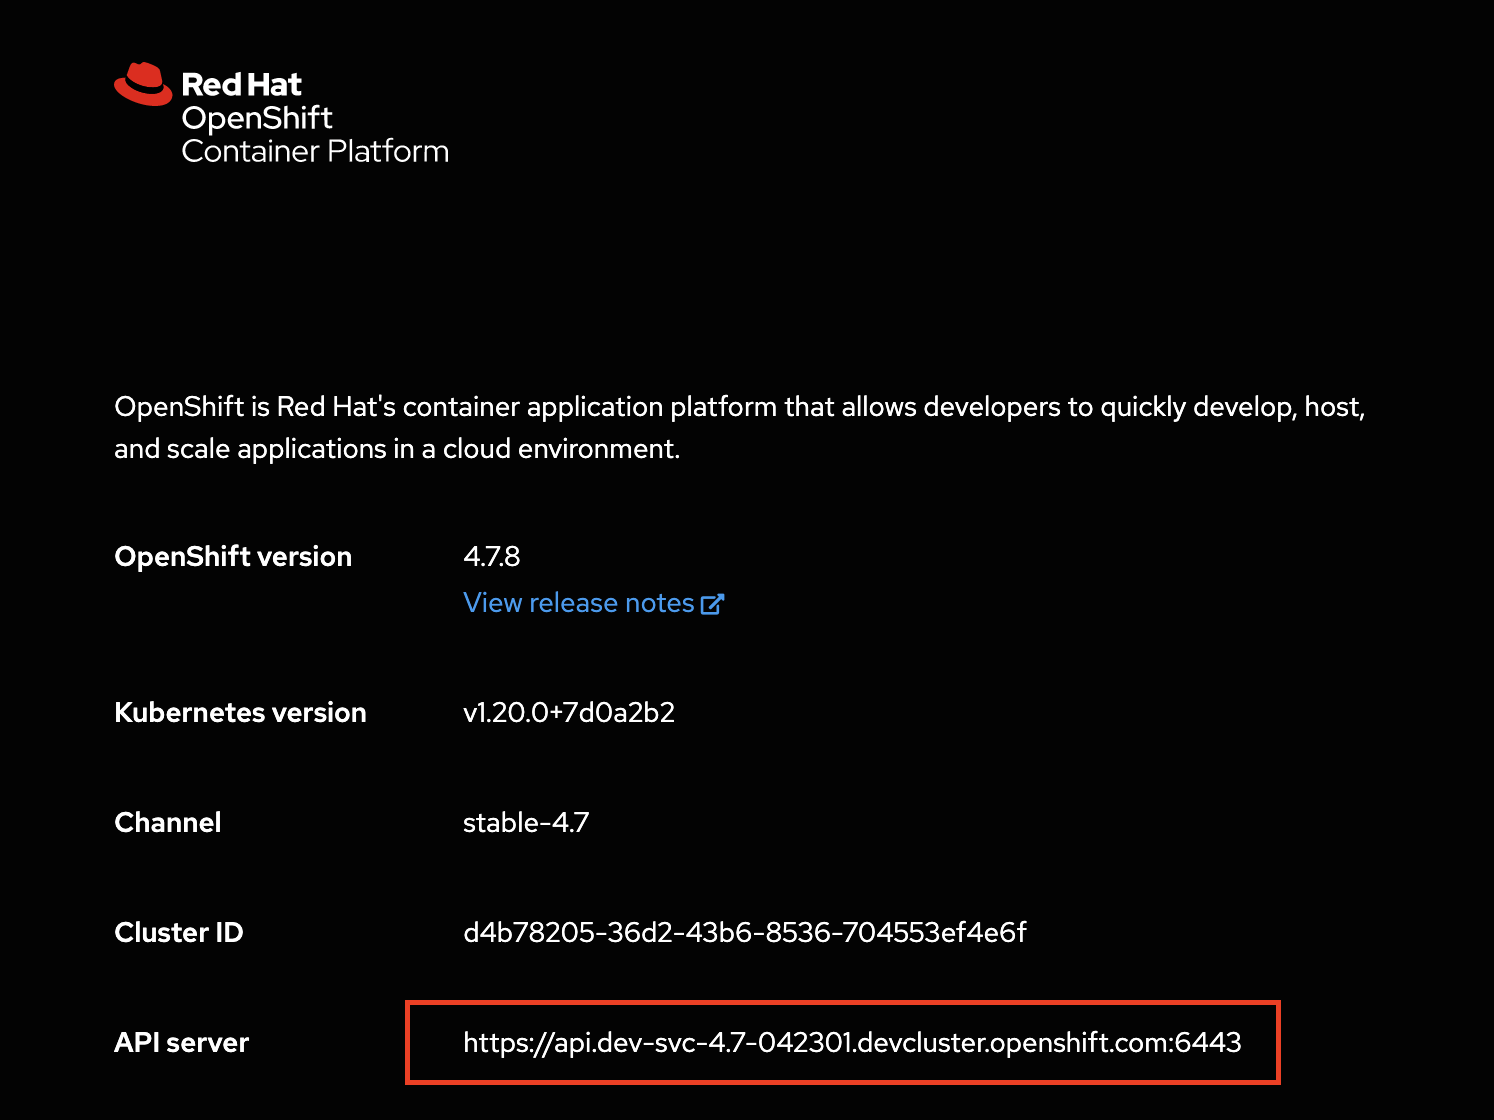 Red Hat
OpenShift
Container Platform
OpenShift is Red Hat's container application platform that allows developers to quickly develop, host,
and scale applications in a cloud environment.
OpenShift version 4.7.8
View release notes
Kubernetes version v1.20.0+7d0a2b2
Channel stable-4.7
Cluster ID d4b78205-36d2-43b6-8536-704553ef4e6f
API server https://api.dev-svc-4.7-042301.devcluster.openshift.com:6443